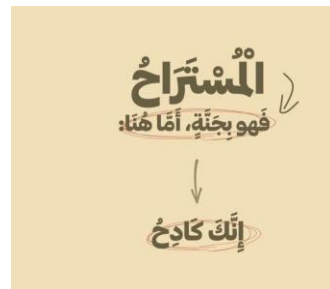 الْمُسْتَرَاحُ
فَهو بِجَنَّةٍ، أَمَّا هُنَا:
إِنَّكَ كَادِحُ